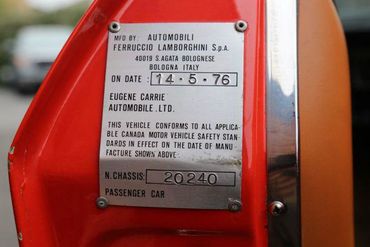 MFD BY: AUTOMOBILI
FERRUCCIO LAMBORGHINI S.p.A.
40019 S. AGATA BOLOGNESE
BOLOGNA ITALY
ON DATE: 14-5-76
EUGENE CARRIE
AUTOMOBILE. LTD.
THIS VEHICLE CONFORMS TO ALL APPLICA
BLE CANADA MOTOR VEHICLE SAFETY STAN
DARDS IN EFFECT ON THE DATE OF MANU
FACTURE SHOWN ABOVE.
N. CHASSIS: 20240
PASSENGER CAR